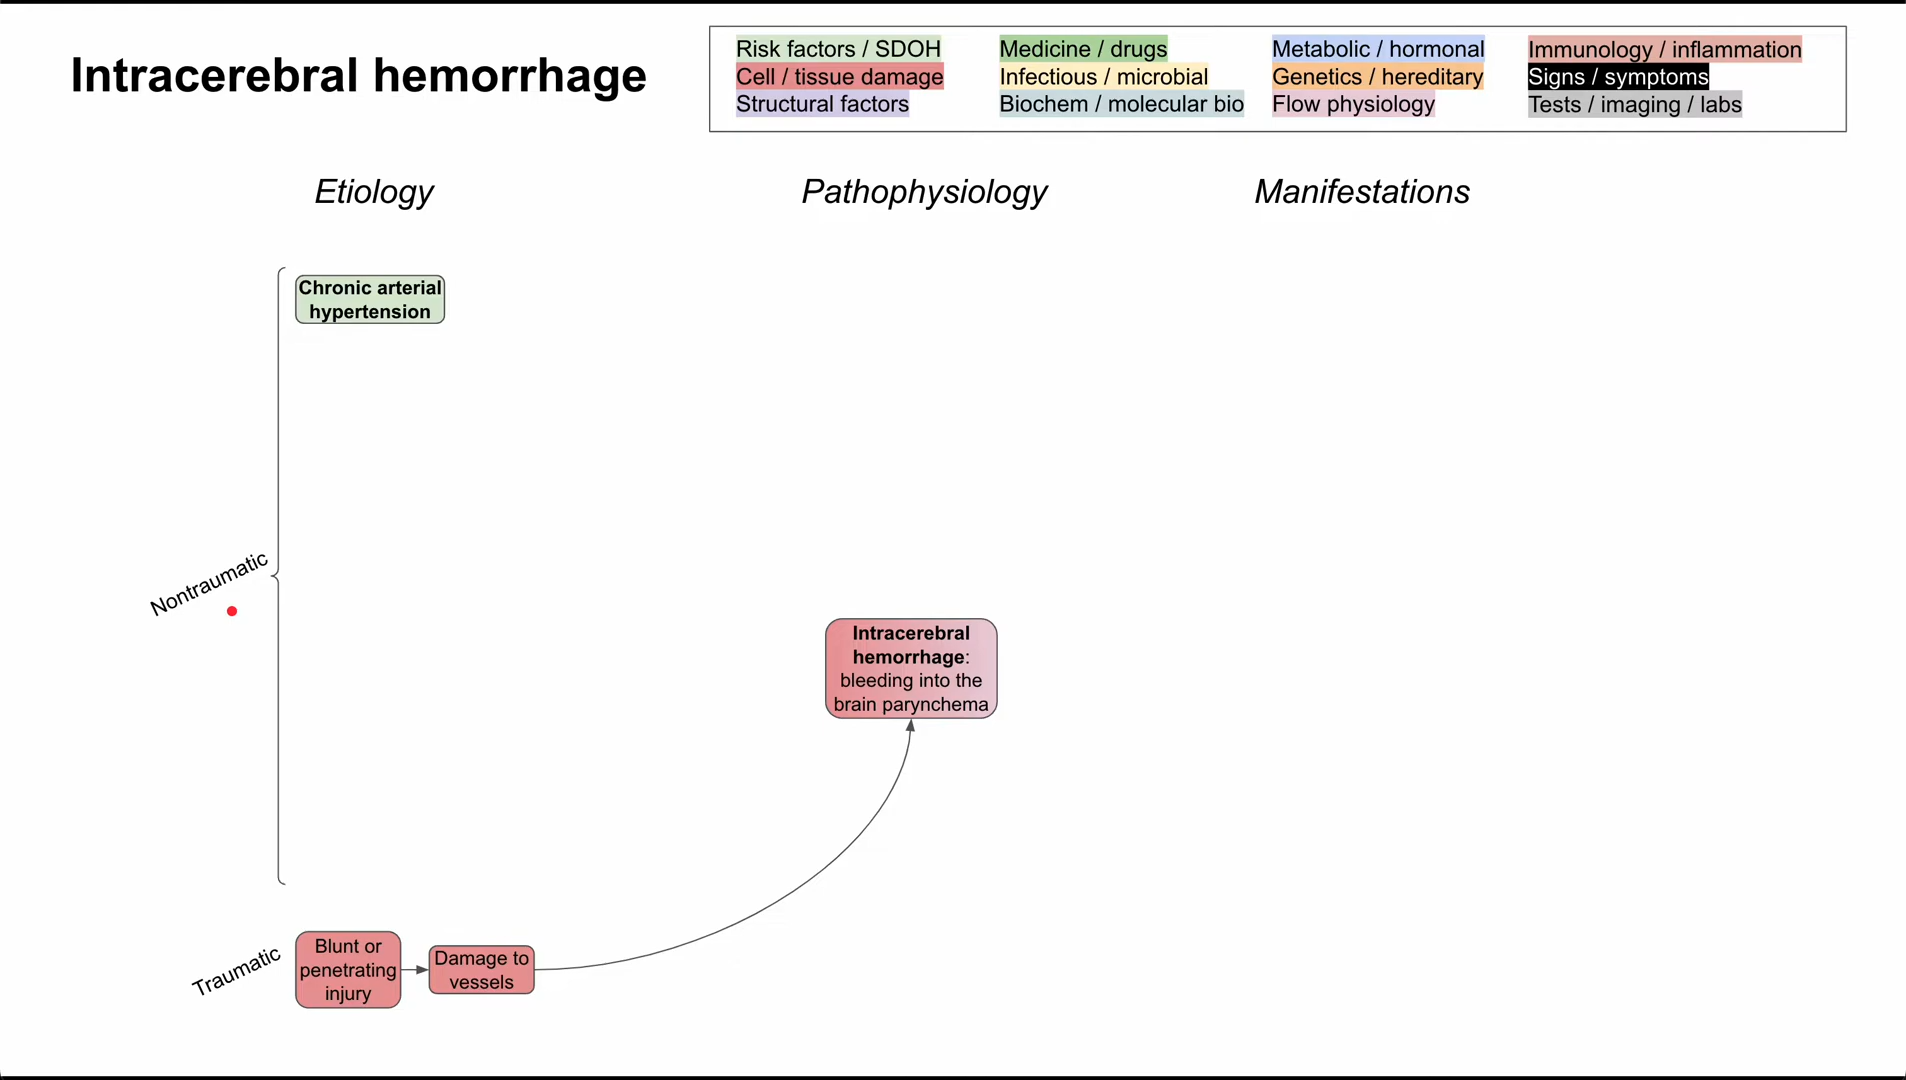 Intracerebral hemorrhage
Risk factors / SDOH
Cell / tissue damage
Structural factors
Medicine / drugs
Infectious / microbial
Biochem / molecular bio
Metabolic / hormonal
Genetics / hereditary
Flow physiology
Immunology / inflammation
Signs / symptoms
Tests / imaging / labs
Etiology
Pathophysiology
Manifestations
Chronic arterial
hypertension
Nontraumatic
Intracerebral
hemorrhage:
bleeding into the
brain parynchema
Traumatic
Blunt or
penetrating
injury
Damage to
vessels